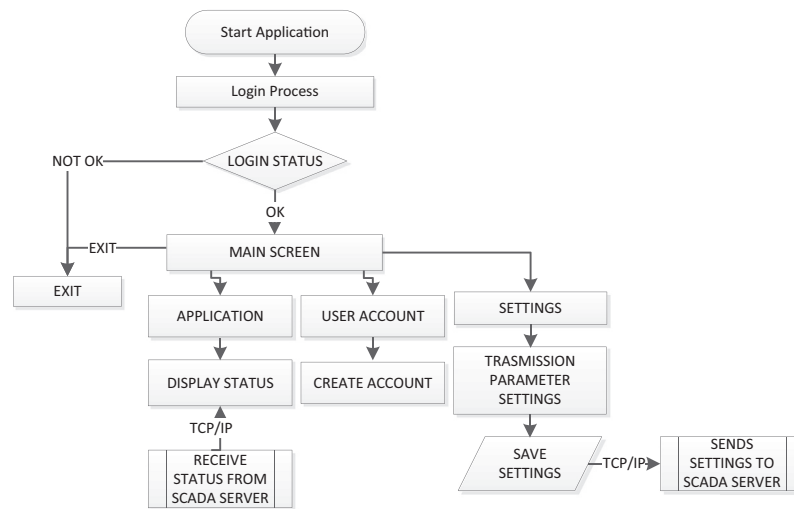 Start Application
Login Process
LOGIN STATUS
NOT OK
OK
EXIT
MAIN SCREEN
EXIT
APPLICATION
USER ACCOUNT
SETTINGS
DISPLAY STATUS
CREATE ACCOUNT
TRASMISSION
PARAMETER
SETTINGS
TCP/IP
RECEIVE
STATUS FROM
SCADA SERVER
SAVE
SETTINGS
TCP/IP
SENDS
SETTINGS TO
SCADA SERVER